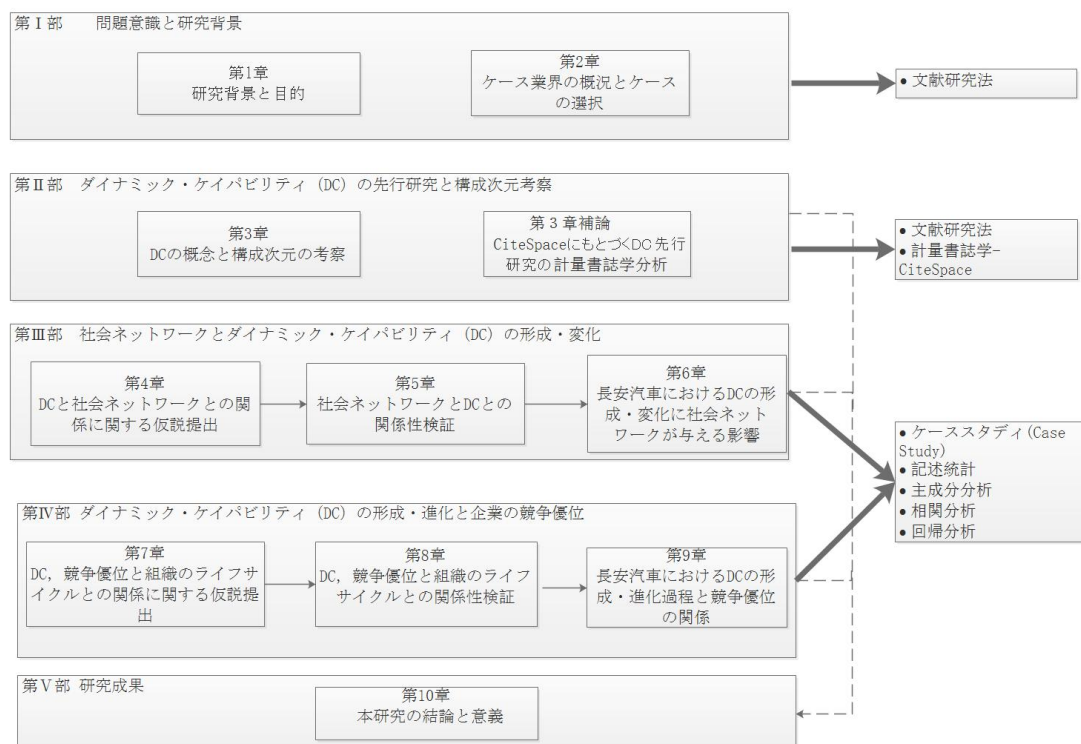 第Ⅰ部　　問題意識と研究背景
第1章
研究背景と目的
第2章
ケース業界の概況とケース
の選択
● 文献研究法
第Ⅱ部　ダイナミック・ケイパビリティ（DC）の先行研究と構成次元考察
第3章
DCの概念と構成次元の考察
第３章補論
CiteSpaceにもとづくDC先行
研究の計量書誌学分析
● 文献研究法
● 計量書誌学-
CiteSpace
第Ⅲ部　社会ネットワークとダイナミック・ケイパビリティ（DC）の形成・変化
第4章
DCと社会ネットワークとの関
係に関する仮説提出
第5章
社会ネットワークとDCとの
関係性検証
第6章
長安汽車におけるDCの形
成・変化に社会ネット
ワークが与える影響
● ケーススタディ(Case
Study)
● 記述統計
● 主成分分析
● 相関分析
● 回帰分析
第Ⅳ部 ダイナミック・ケイパビリティ（DC）の形成・進化と企業の競争優位
第7章
DC，競争優位と組織のライフサ
イクルとの関係に関する仮説提
出
第8章
DC，競争優位と組織のライフ
サイクルとの関係性検証
第9章
長安汽車におけるDCの形
成・進化過程と競争優位
の関係
第Ⅴ部 研究成果
第10章
本研究の結論と意義